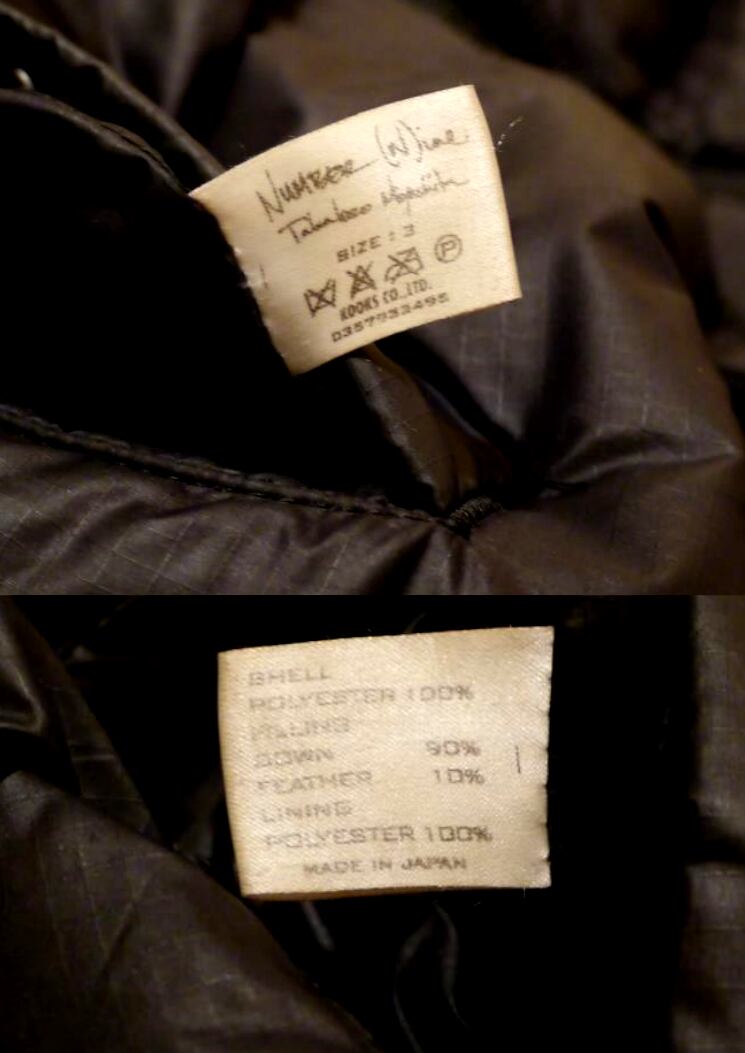 NUMBER (N)ine
Takahiro Miyashita
SIZE : 3
P
KOOKS CO.,LTD.
0357933495
SHELL
POLYESTER 100%
FILLING
DOWN 90%
FEATHER 10%
LINING
POLYESTER 100%
MADE IN JAPAN